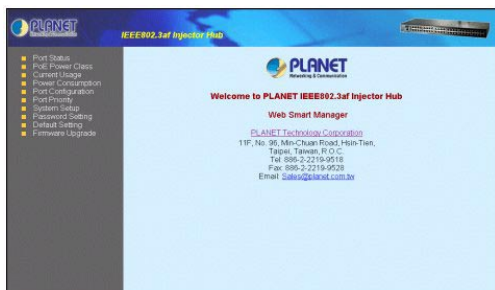 PLANET
Networking & Communication
IEEE802.3af Injector Hub
Port Status
PoE Power Class
Current Usage
Power Consumption
Port Configuration
Port Priority
System Setup
Password Setting
Default Setting
Firmware Upgrade
PLANET
Networking & Communication
Welcome to PLANET IEEE802.3af Injector Hub
Web Smart Manager
PLANET Technology Corporation
11F, No. 96, Min-Chuan Road, Hsin-Tien,
Taipei, Taiwan, R.O.C.
Tel: 886-2-2219-9518
Fax: 886-2-2219-9528
Email: Sales@planet.com.tw